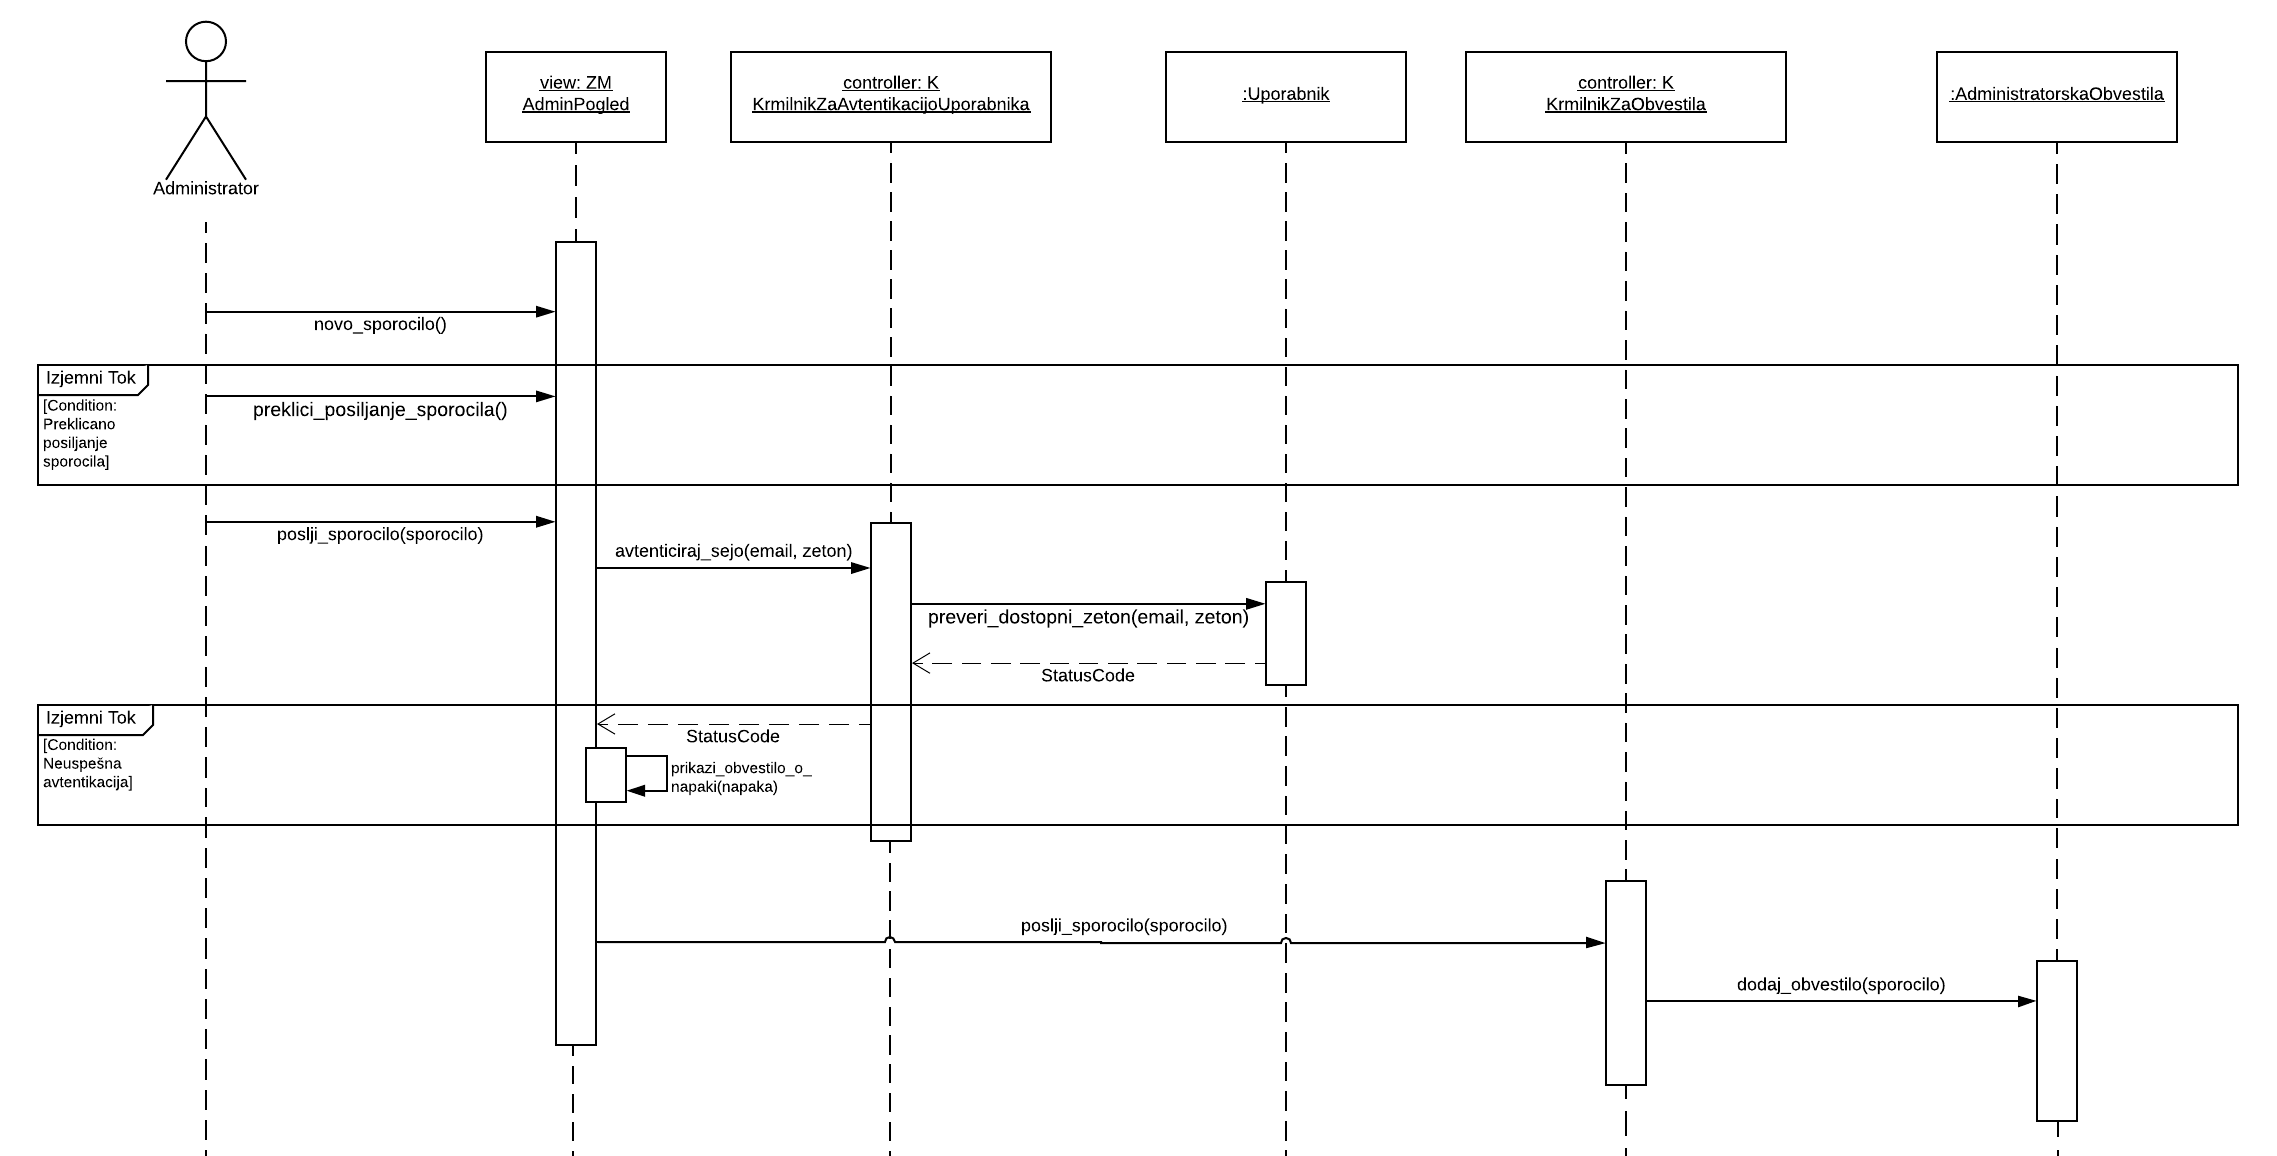 Administrator
view: ZM
AdminPogled
controller: K
KrmilnikZaAvtentikacijoUporabnika
:Uporabnik
controller: K
KrmilnikZaObvestila
:AdministratorskaObvestila
novo_sporocilo()
Izjemni Tok
[Condition:
Preklicano
posiljanje
sporocila]
preklici_posiljanje_sporocila()
poslji_sporocilo(sporocilo)
avtenticiraj_sejo(email, zeton)
preveri_dostopni_zeton(email, zeton)
StatusCode
Izjemni Tok
[Condition:
Neuspešna
avtentikacija]
StatusCode
prikazi_obvestilo_o_
napaki(napaka)
poslji_sporocilo(sporocilo)
dodaj_obvestilo(sporocilo)